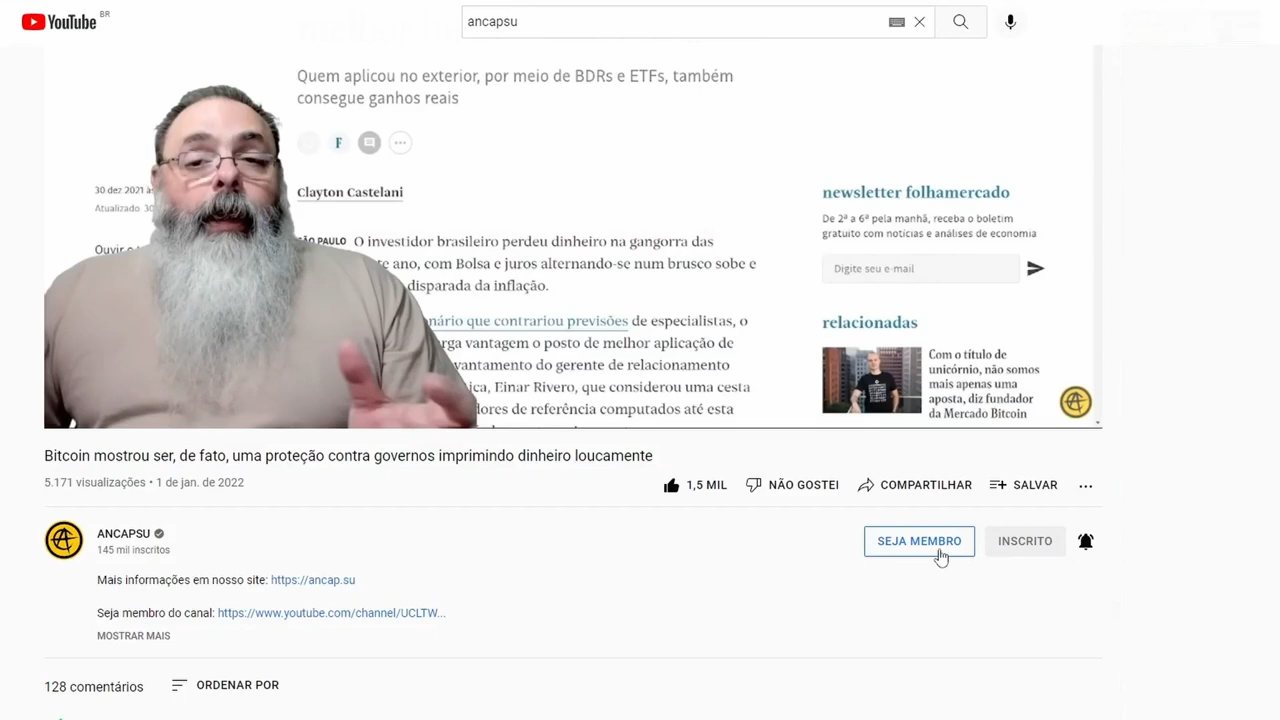 YouTube BR
ancapsu
Quem aplicou no exterior, por meio de BDRs e ETFs, também
consegue ganhos reais
F
30 dez 2021 às
Atualizado 30
Clayton Castelani
newsletter folhamercado
De 2ª a 6ª pela manhã, receba o boletim
gratuito com notícias e análises de economia
Digite seu e-mail
Ouvir o
SÃO PAULO O investidor brasileiro perdeu dinheiro na gangorra das
te ano, com Bolsa e juros alternando-se num brusco sobe e
disparada da inflação.
nário que contrariou previsões de especialistas, o
rga vantagem o posto de melhor aplicação de
vantamento do gerente de relacionamento
ica, Einar Rivero, que considerou uma cesta
dores de referência computados até esta
relacionadas
Com o título de
unicórnio, não somos
mais apenas uma
aposta, diz fundador
da Mercado Bitcoin
Bitcoin mostrou ser, de fato, uma proteção contra governos imprimindo dinheiro loucamente
5.171 visualizações • 1 de jan. de 2022
1,5 MIL
NÃO GOSTEI
COMPARTILHAR
SALVAR
ANCAPSU
145 mil inscritos
SEJA MEMBRO
INSCRITO
Mais informações em nosso site: https://ancap.su
Seja membro do canal: https://www.youtube.com/channel/UCLTW...
MOSTRAR MAIS
128 comentários
ORDENAR POR